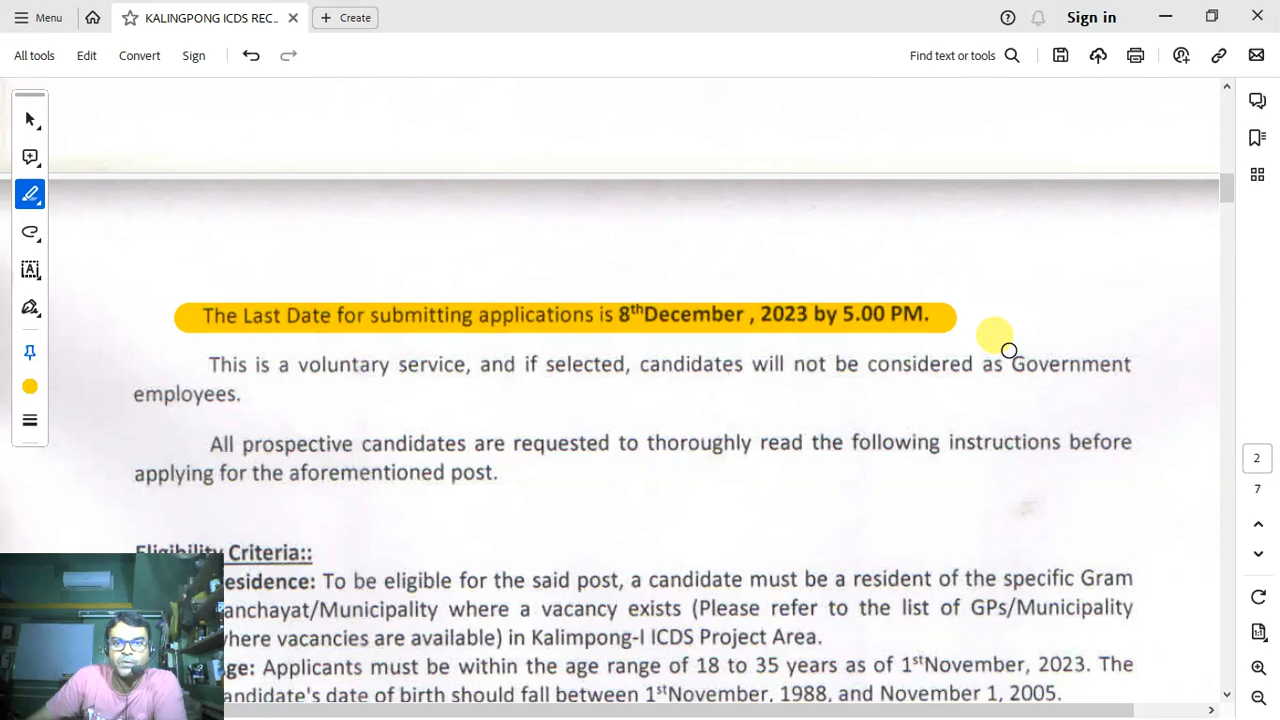 Menu
KALINGPONG ICDS REC..
Create
Sign in
All tools
Edit
Convert
Sign
Find text or tools
The Last Date for submitting applications is 8thDecember , 2023 by 5.00 PM.
This is a voluntary service, and if selected, candidates will not be considered as Government
employees.
All prospective candidates are requested to thoroughly read the following instructions before
applying for the aforementioned post.
Eligibility Criteria::
esidence: To be eligible for the said post, a candidate must be a resident of the specific Gram
anchayat/Municipality where a vacancy exists (Please refer to the list of GPs/Municipality
where vacancies are available) in Kalimpong-I ICDS Project Area.
ge: Applicants must be within the age range of 18 to 35 years as of 1stNovember, 2023. The
andidate's date of birth should fall between 1stNovember, 1988, and November 1, 2005.
2
7